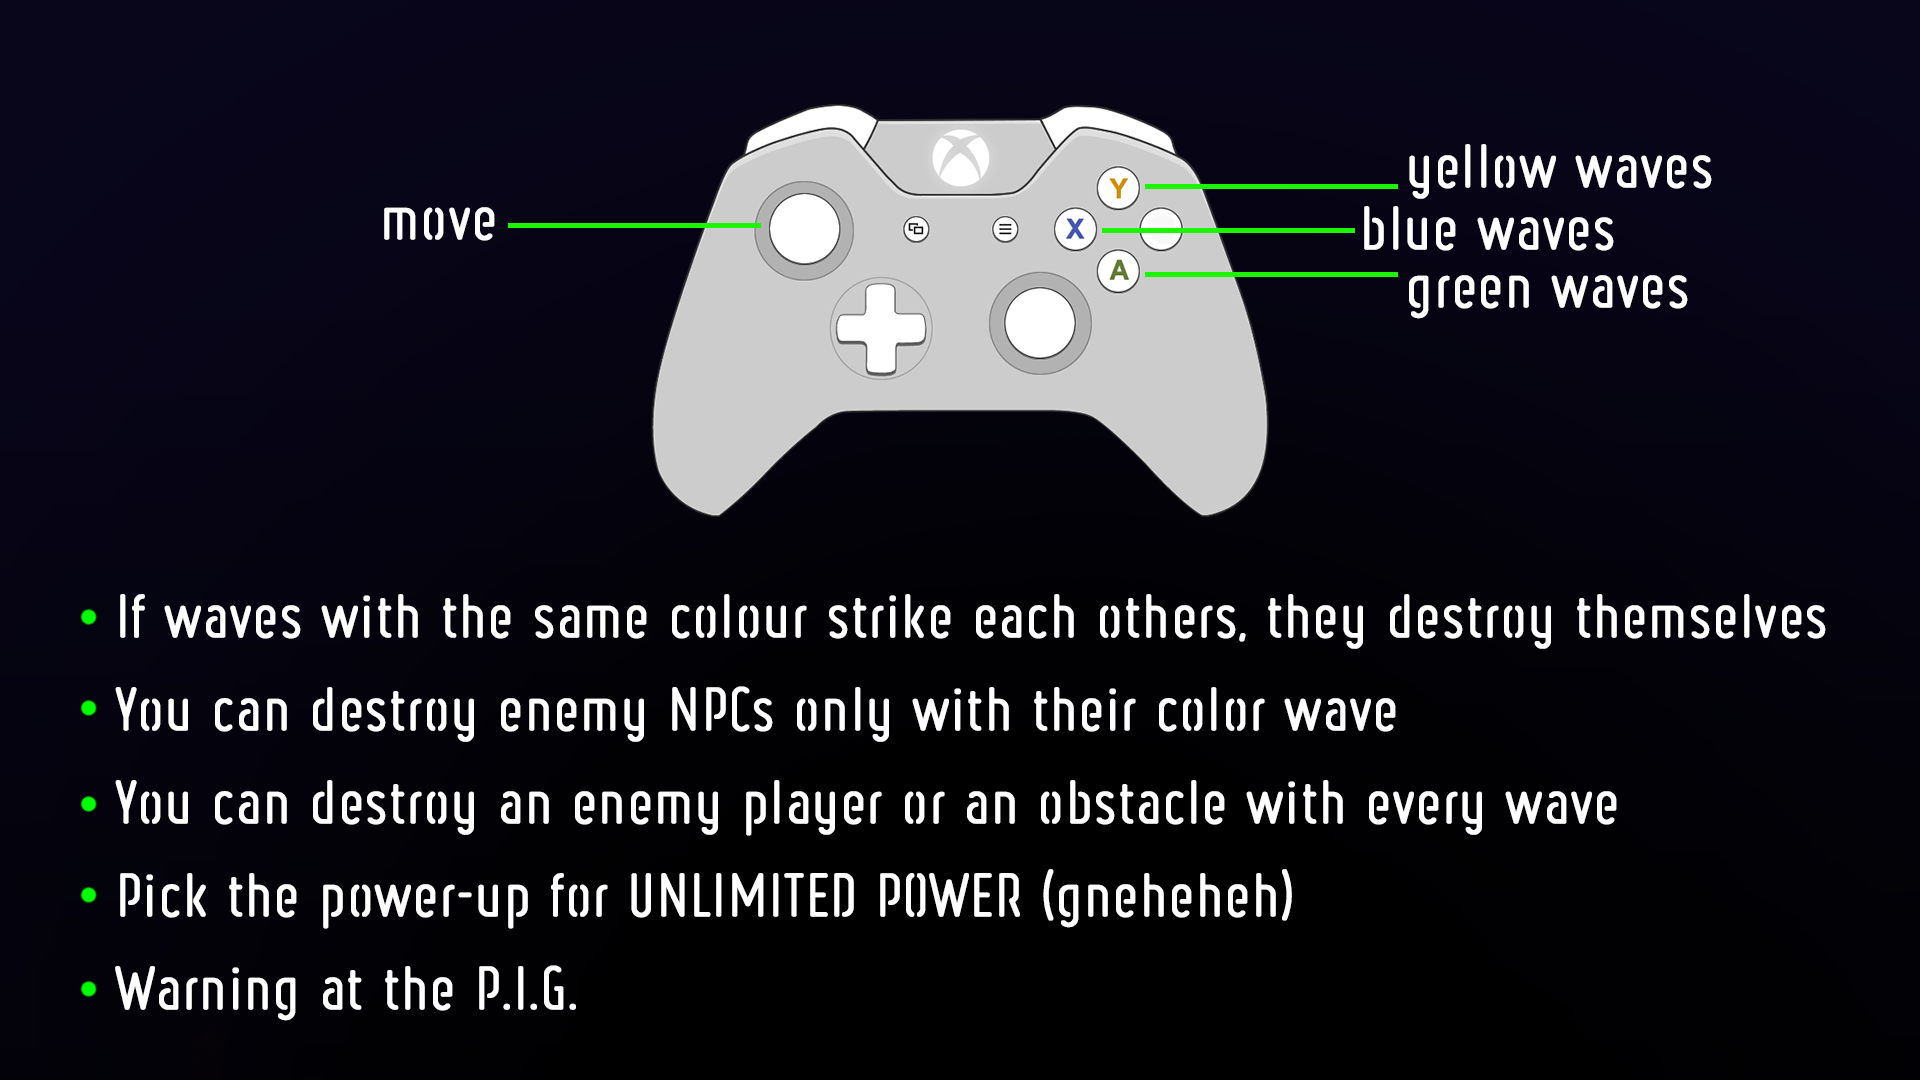 yellow waves
move
blue waves
green waves
Y
X
A
• If waves with the same colour strike each others, they destroy themselves
• You can destroy enemy NPCs only with their color wave
• You can destroy an enemy player or an obstacle with every wave
• Pick the power-up for UNLIMITED POWER (gneheheh)
• Warning at the P.I.G.